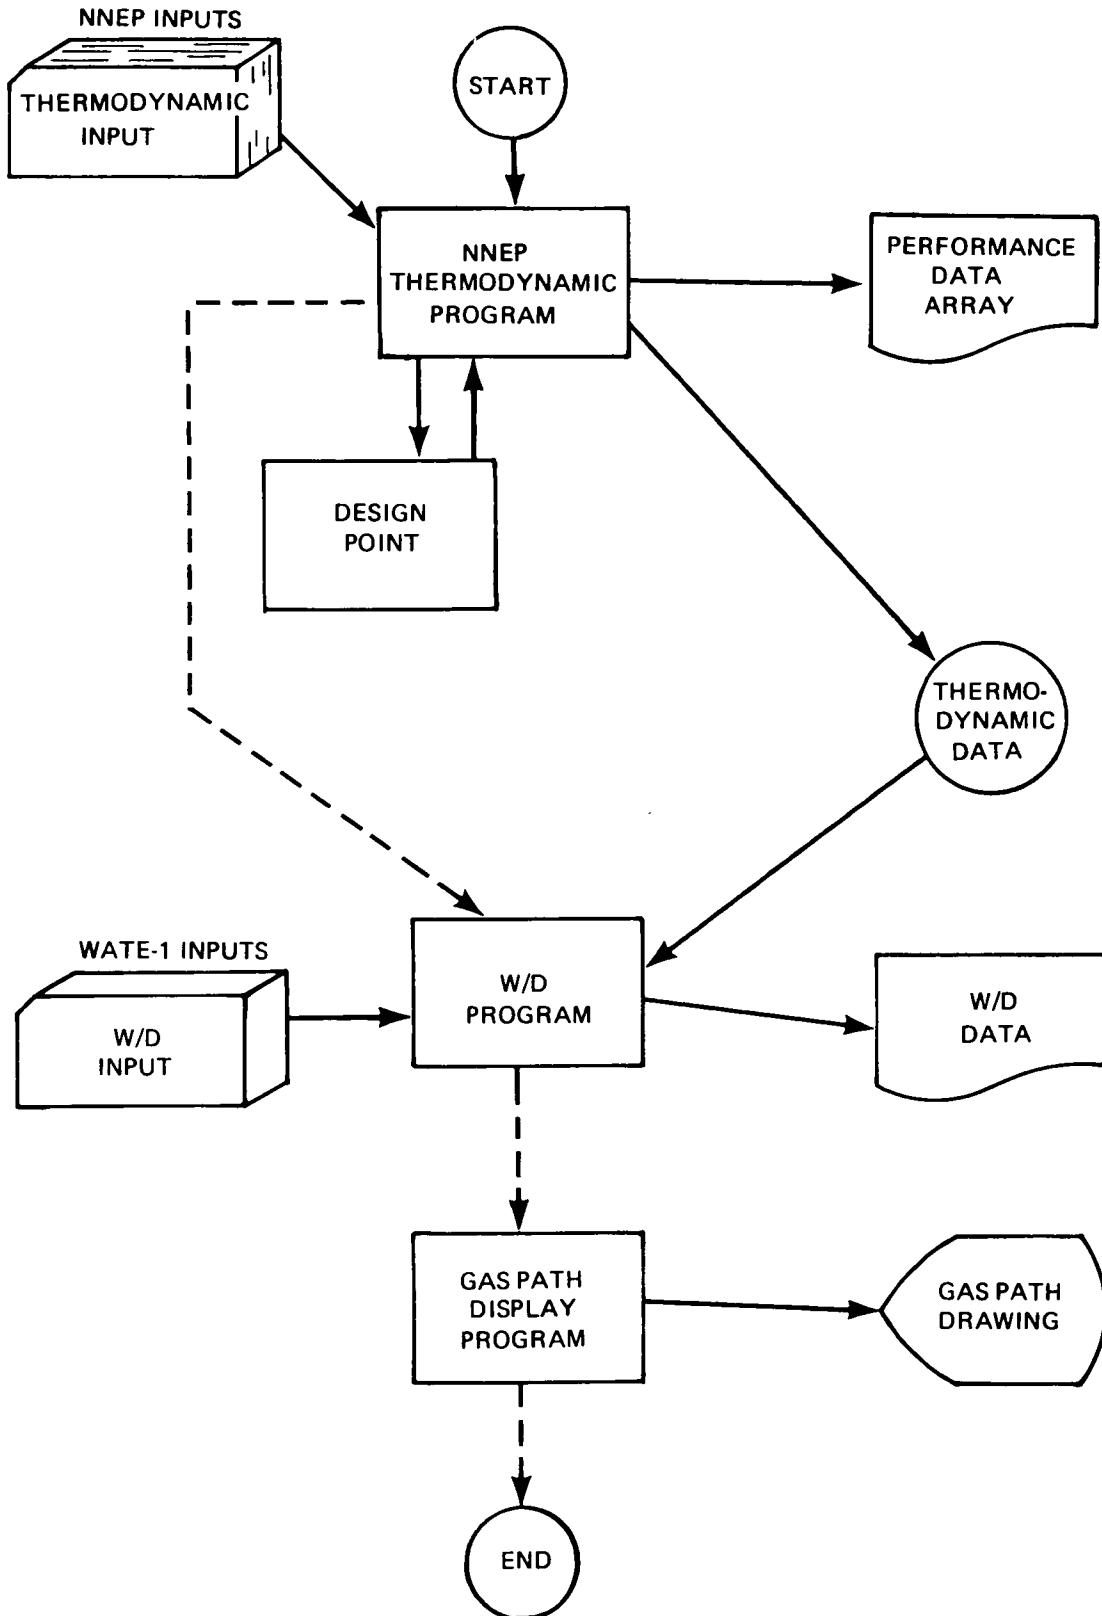 NNEP INPUTS
THERMODYNAMIC
INPUT
START
NNEP
THERMODYNAMIC
PROGRAM
PERFORMANCE
DATA
ARRAY
DESIGN
POINT
THERMO-
DYNAMIC
DATA
WATE-1 INPUTS
W/D
INPUT
W/D
PROGRAM
W/D
DATA
GAS PATH
DISPLAY
PROGRAM
GAS PATH
DRAWING
END